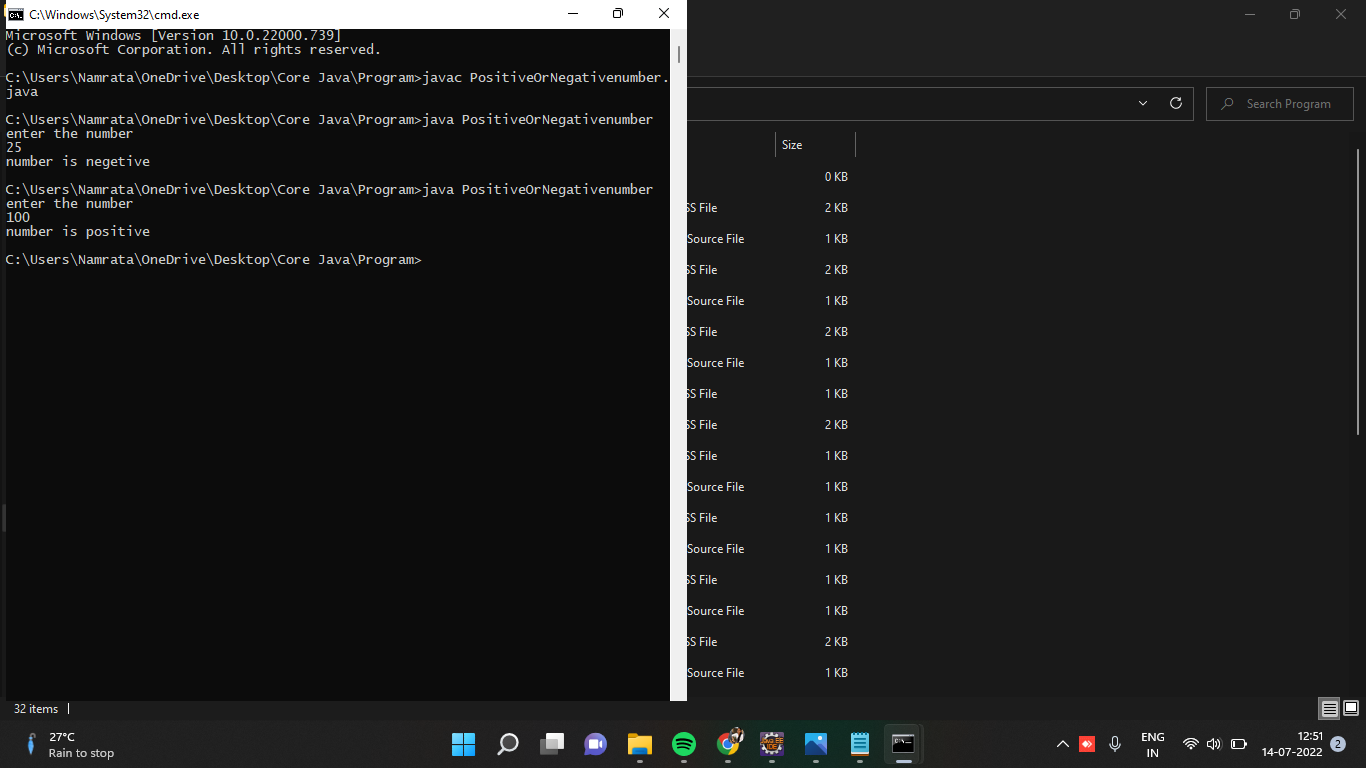 C:\Windows\System32\cmd.exe
Microsoft Windows [Version 10.0.22000.739]
(c) Microsoft Corporation. All rights reserved.
C:\Users\Namrata\OneDrive\Desktop\Core Java\Program>javac PositiveOrNegativenumber.
java
C:\Users\Namrata\OneDrive\Desktop\Core Java\Program>java PositiveOrNegativenumber
enter the number
25
number is negetive
C:\Users\Namrata\OneDrive\Desktop\Core Java\Program>java PositiveOrNegativenumber
enter the number
100
number is positive
C:\Users\Namrata\OneDrive\Desktop\Core Java\Program>
Search Program
Size
0 KB
SS File 2 KB
Source File 1 KB
SS File 2 KB
Source File 1 KB
SS File 2 KB
Source File 1 KB
SS File 1 KB
SS File 2 KB
SS File 1 KB
Source File 1 KB
SS File 1 KB
Source File 1 KB
SS File 1 KB
Source File 1 KB
SS File 2 KB
Source File 1 KB
32 items
27°C
Rain to stop
ENG
IN
12:51
14-07-2022
2